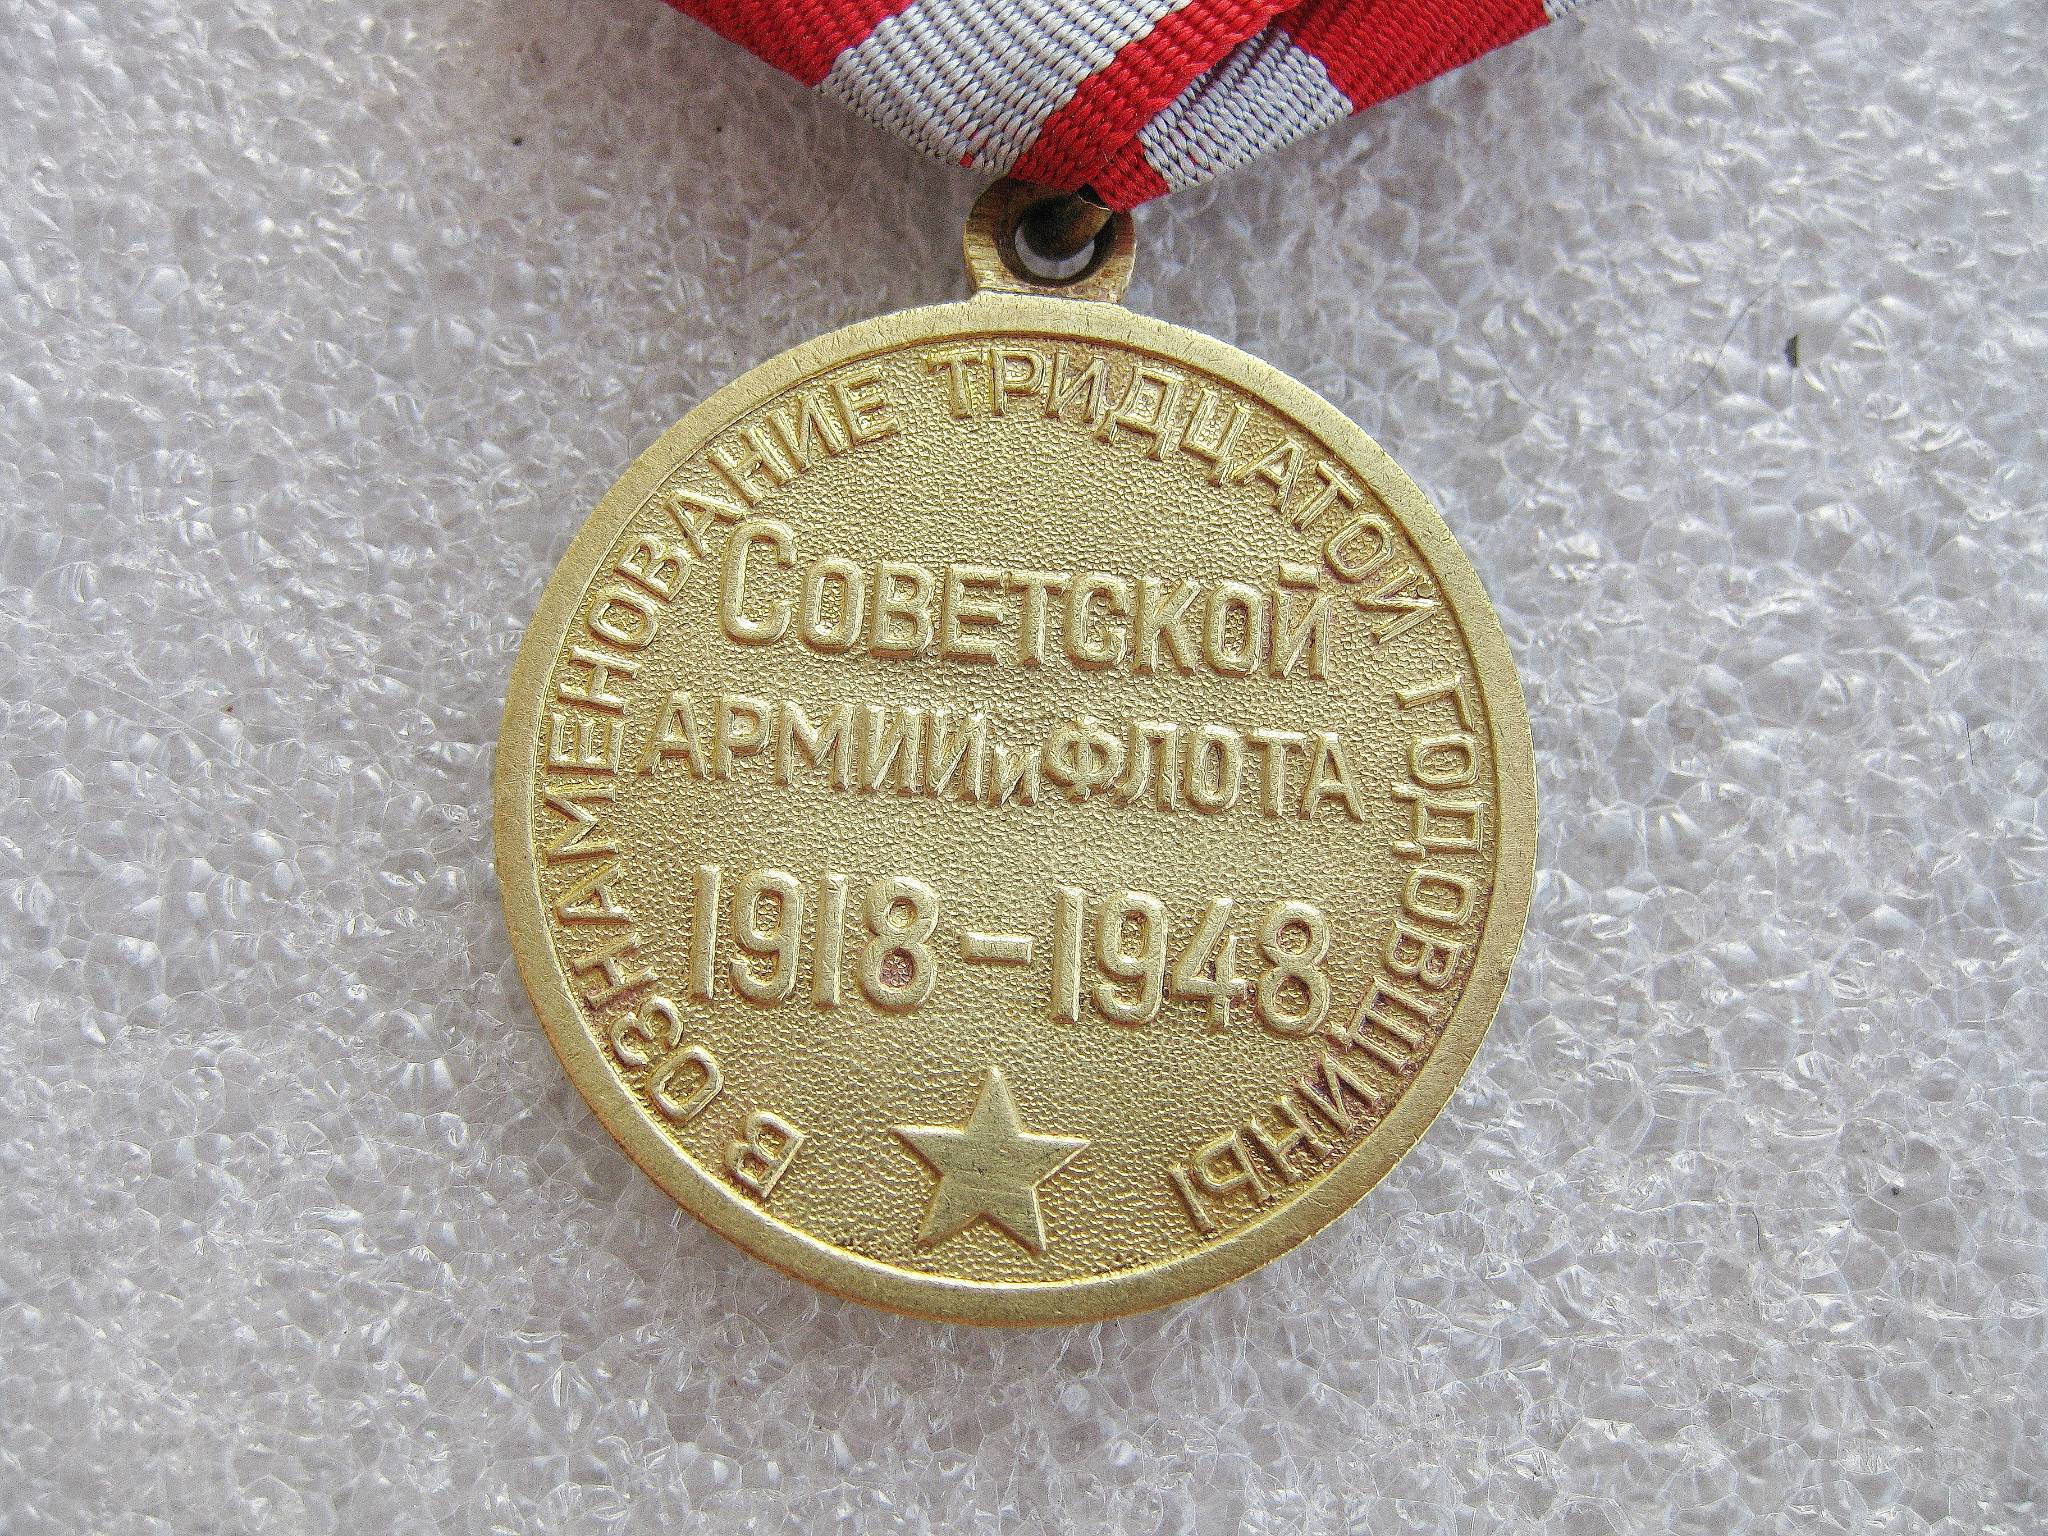 В ОЗНАМЕНОВАНИЕ ТРИДЦАТОЙ ГОДОВЩИНЫ
СОВЕТСКОЙ
АРМИИ и ФЛОТА
1918-1948